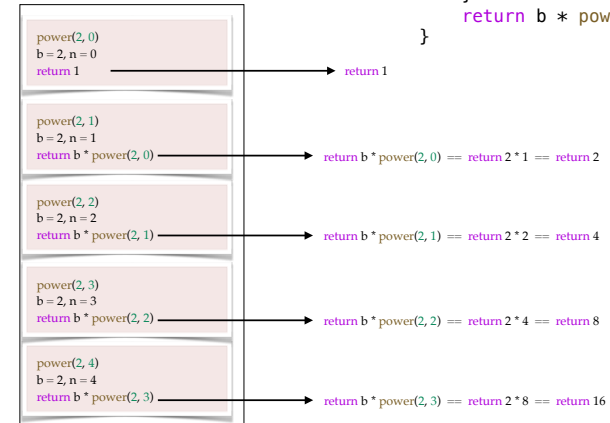 }
return b * pow
}
power(2, 0)
b = 2, n = 0
return 1
return 1
power(2, 1)
b = 2, n = 1
return b * power(2, 0)
return b * power(2, 0) == return 2 * 1 == return 2
power(2, 2)
b = 2, n = 2
return b * power(2, 1)
return b * power(2, 1) == return 2 * 2 == return 4
power(2, 3)
b = 2, n = 3
return b * power(2, 2)
return b * power(2, 2) == return 2 * 4 == return 8
power(2, 4)
b = 2, n = 4
return b * power(2, 3)
return b * power(2, 3) == return 2 * 8 == return 16